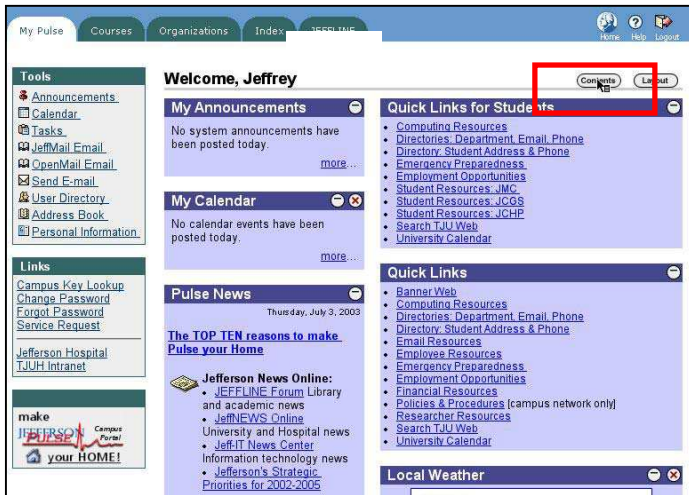 My Pulse
Courses
Organizations
Index
Home
Help
Logout
Tools
Announcements
Calendar
Tasks
JeffMail Email
OpenMail Email
Send E-mail
User Directory
Address Book
Personal Information
Links
Campus Key Lookup
Change Password
Forgot Password
Service Request
Jefferson Hospital
TJUH Intranet
make
JEFFERSON
PULSE
Campus
Portal
your HOME!
Welcome, Jeffrey
Contents
Layout
My Announcements
No system announcements have
been posted today.
more...
My Calendar
No calendar events have been
posted today.
more...
Pulse News
Thursday, July 3, 2003
The TOP TEN reasons to make
Pulse your Home
Jefferson News Online:
• JEFFLINE Forum Library
and academic news
• JeffNEWS Online
University and Hospital news
• Jeff-IT News Center
Information technology news
• Jefferson's Strategic
Priorities for 2002-2005
Quick Links for Students
• Computing Resources
• Directories: Department, Email, Phone
• Directory: Student Address & Phone
• Emergency Preparedness
• Employment Opportunities
• Student Resources: JMC
• Student Resources: JCGS
• Student Resources: JCHP
• Search TJU Web
• University Calendar
Quick Links
• Banner Web
• Computing Resources
• Directories: Department, Email, Phone
• Directory: Student Address & Phone
• Email Resources
• Employee Resources
• Emergency Preparedness
• Employment Opportunities
• Financial Resources
• Policies & Procedures [campus network only]
• Researcher Resources
• Search TJU Web
• University Calendar
Local Weather